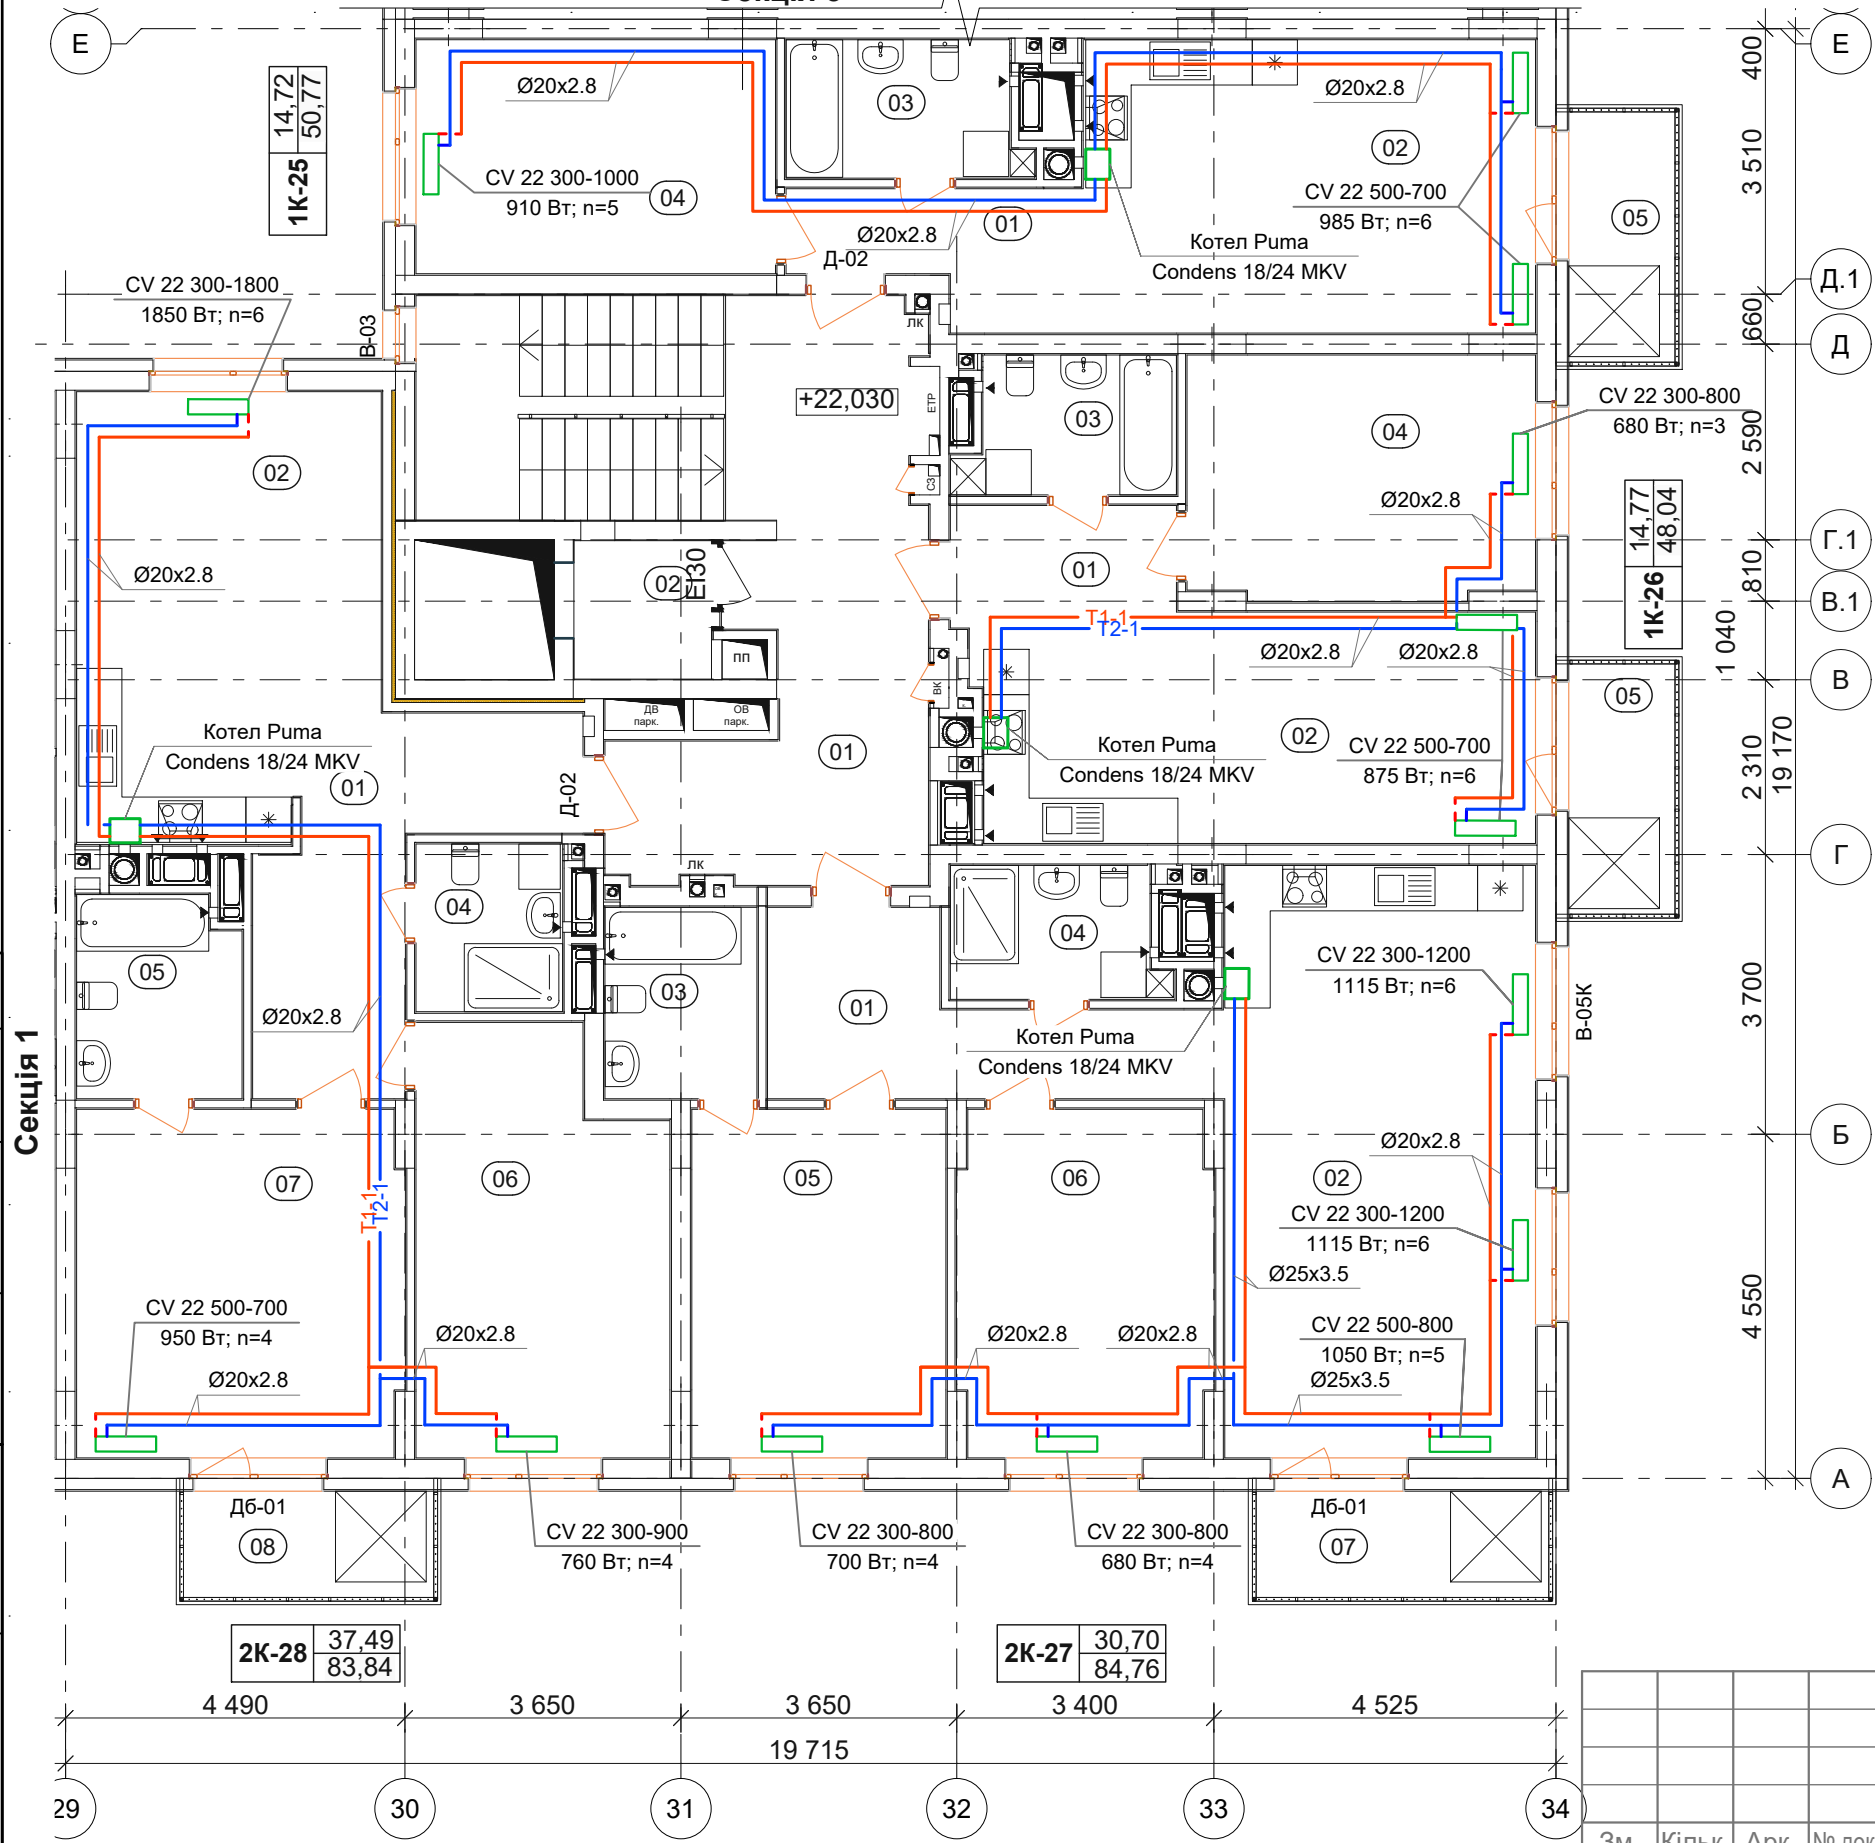 Е
Е
400
14,72
50,77
1К-25
Ø20x2.8
03
Ø20x2.8
02
3 510
CV 22 300-1000
910 Вт; n=5
04
CV 22 500-700
985 Вт; n=6
05
01
Ø20x2.8
Котел Puma
Condens 18/24 MKV
Д-02
CV 22 300-1800
1850 Вт; n=6
Д.1
ЛК
660
В-03
Д
+22,030
ЕТР
03
04
CV 22 300-800
680 Вт; n=3
2 590
02
СЗ
Ø20x2.8
14,77
48,04
1К-26
Г.1
Ø20x2.8
02
EI30
01
810
В.1
Т1-1
Т2-1
1 040
ПП
Ø20x2.8
Ø20x2.8
ВК
В
05
ДВ
парк.
ОВ
парк.
Котел Puma
Condens 18/24 MKV
01
01
Котел Puma
Condens 18/24 MKV
02
CV 22 500-700
875 Вт; n=6
2 310
19 170
Д-02
Г
ЛК
04
04
05
03
01
CV 22 300-1200
1115 Вт; n=6
3 700
В-05К
Ø20x2.8
Котел Puma
Condens 18/24 MKV
Секція 1
Б
Ø20x2.8
07
06
05
06
02
Т1-1
Т2-1
CV 22 300-1200
1115 Вт; n=6
Ø25x3.5
CV 22 500-700
950 Вт; n=4
Ø20x2.8
Ø20x2.8
Ø20x2.8
CV 22 500-800
1050 Вт; n=5
4 550
Ø20x2.8
Ø25x3.5
А
Дб-01
08
CV 22 300-900
760 Вт; n=4
CV 22 300-800
700 Вт; n=4
CV 22 300-800
680 Вт; n=4
Дб-01
07
2К-28
37,49
83,84
2К-27
30,70
84,76
4 490
3 650
3 650
3 400
4 525
19 715
29
30
31
32
33
34